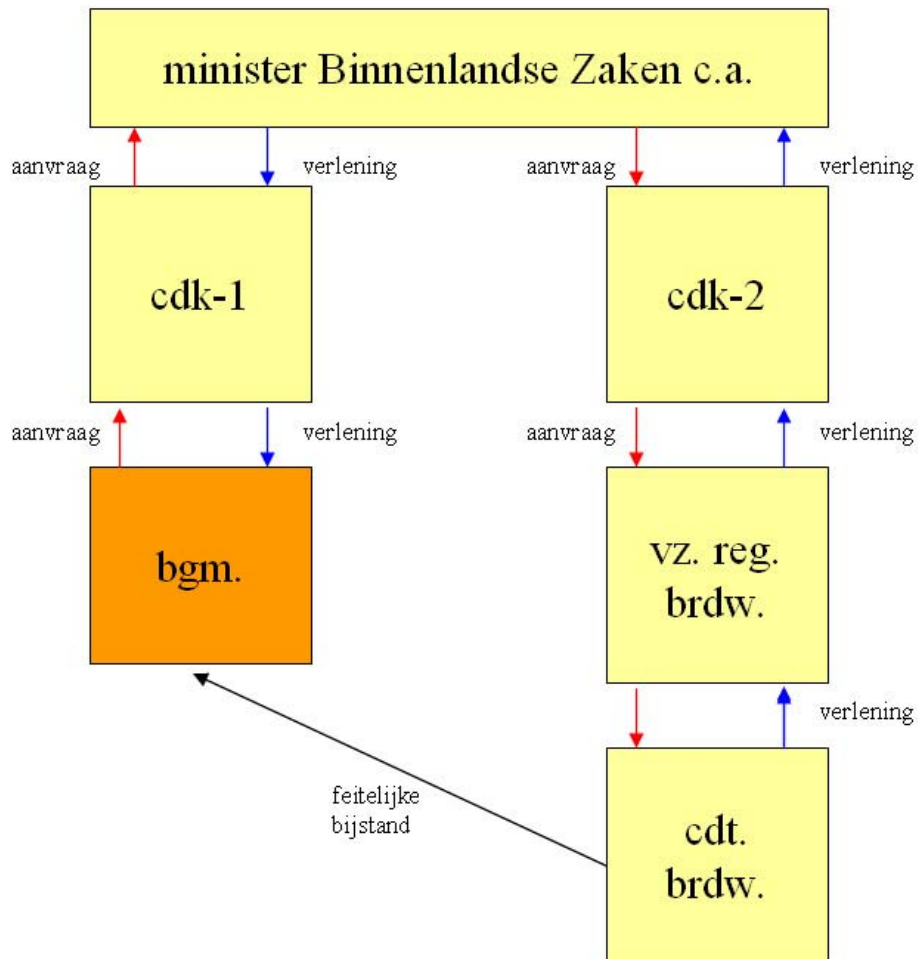 minister Binnenlandse Zaken c.a.
aanvraag
verlening
aanvraag
verlening
cdk-1
cdk-2
aanvraag
verlening
aanvraag
verlening
bgm.
vz. reg.
brdw.
verlening
feitelijke
bijstand
cdt.
brdw.